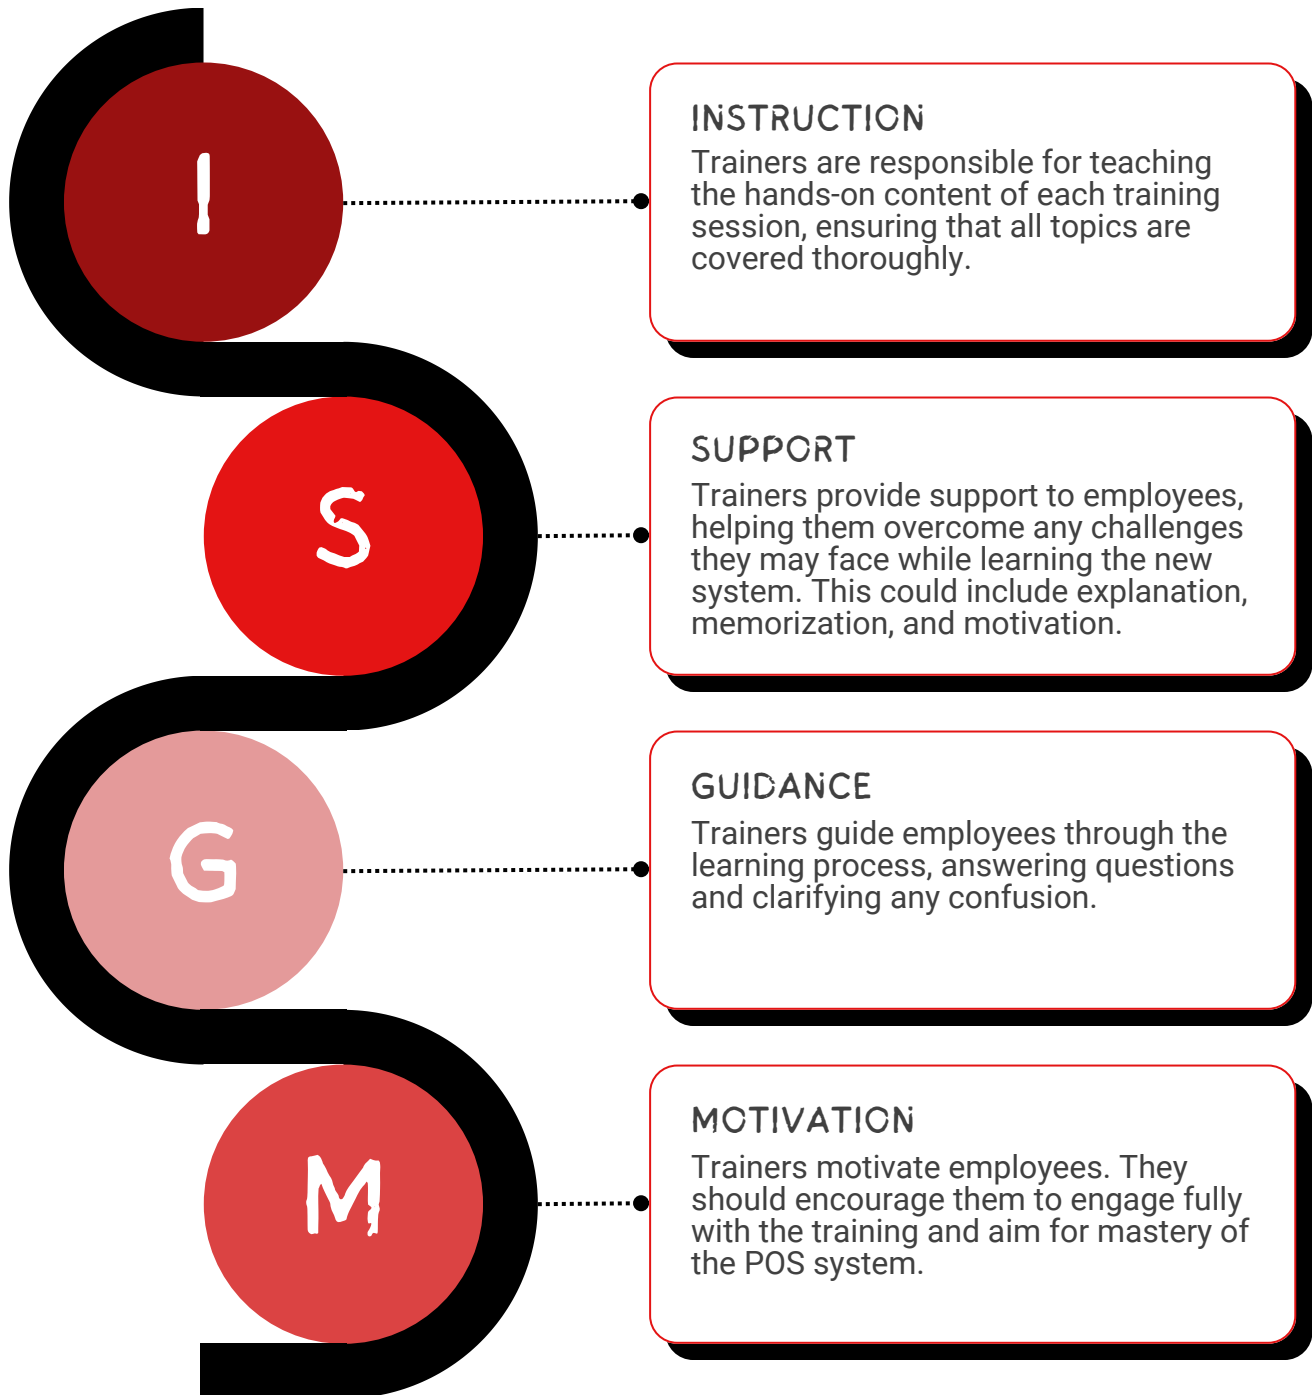 I
INSTRUCTION
Trainers are responsible for teaching
the hands-on content of each training
session, ensuring that all topics are
covered thoroughly.
S
SUPPORT
Trainers provide support to employees,
helping them overcome any challenges
they may face while learning the new
system. This could include explanation,
memorization, and motivation.
G
GUIDANCE
Trainers guide employees through the
learning process, answering questions
and clarifying any confusion.
M
MOTIVATION
Trainers motivate employees. They
should encourage them to engage fully
with the training and aim for mastery of
the POS system.